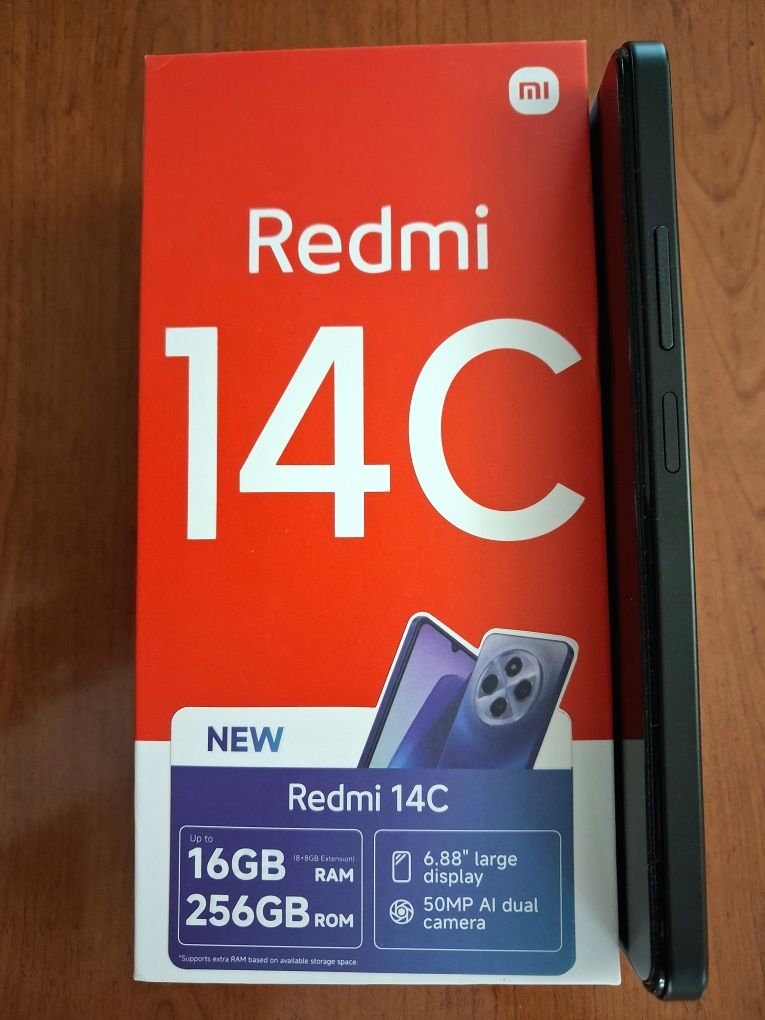 mi
Redmi
14C
NEW
Redmi 14C
Up to
16GB (8+8GB Extension) RAM
256GB ROM
6.88" large
display
50MP AI dual
camera
*Supports extra RAM based on available storage space.